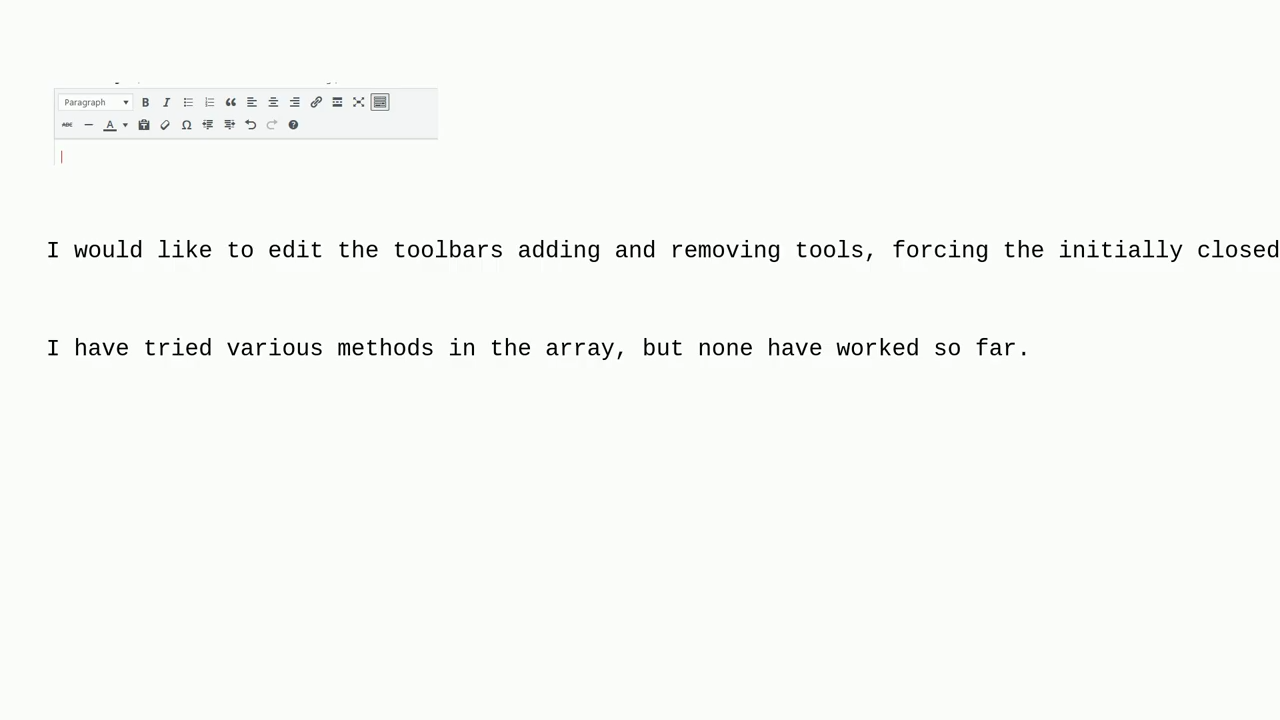 Paragraph
B I
ABC A Ω
I would like to edit the toolbars adding and removing tools, forcing the initially closed
I have tried various methods in the array, but none have worked so far.